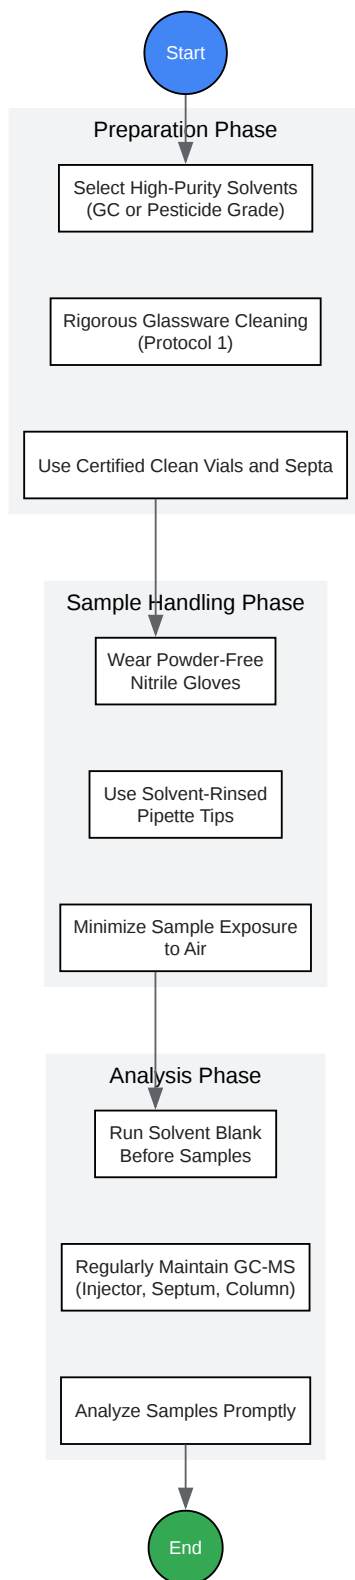 Start
Preparation Phase
Select High-Purity Solvents
(GC or Pesticide Grade)
Rigorous Glassware Cleaning
(Protocol 1)
Use Certified Clean Vials and Septa
Sample Handling Phase
Wear Powder-Free
Nitrile Gloves
Use Solvent-Rinsed
Pipette Tips
Minimize Sample Exposure
to Air
Analysis Phase
Run Solvent Blank
Before Samples
Regularly Maintain GC-MS
(Injector, Septum, Column)
Analyze Samples Promptly
End